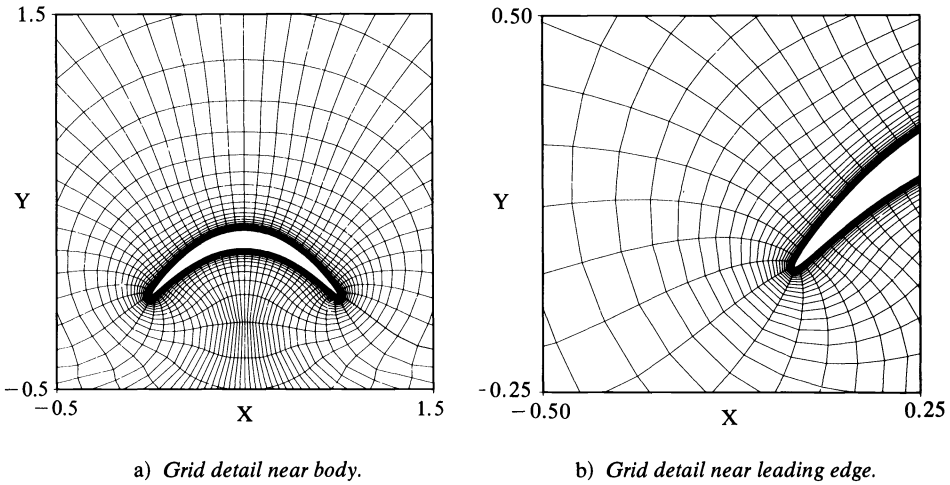 1.5
Y
−0.5
−0.5
X
1.5
a) Grid detail near body.
0.50
Y
-0.25
−0.50
X
0.25
b) Grid detail near leading edge.